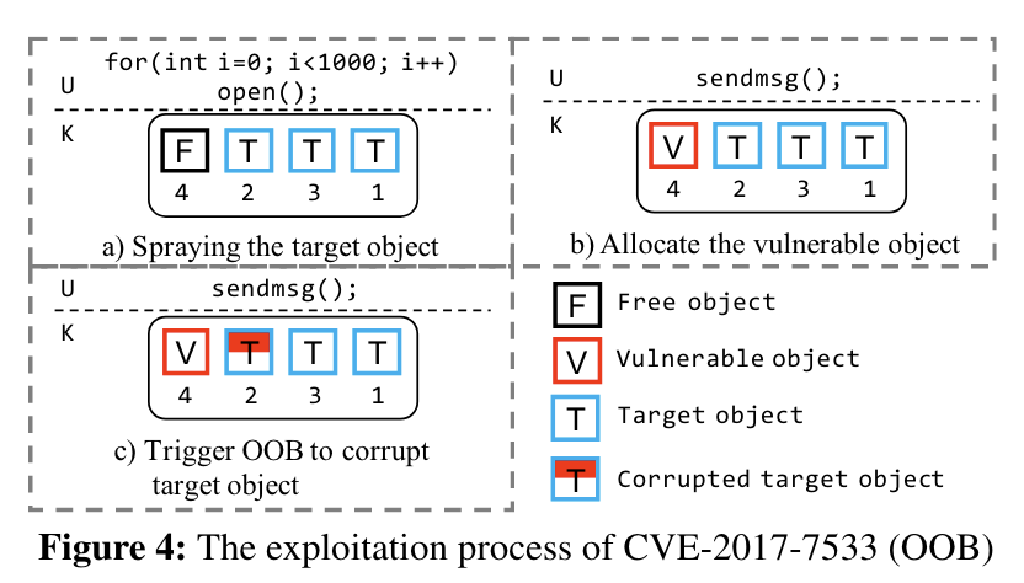 U
for(int i=0; i<1000; i++)
open();
K
F T T T
4 2 3 1
a) Spraying the target object
U
sendmsg();
K
V T T T
4 2 3 1
b) Allocate the vulnerable object
U
sendmsg();
K
V T T T
4 2 3 1
c) Trigger OOB to corrupt
target object
F Free object
V Vulnerable object
T Target object
T Corrupted target object
Figure 4: The exploitation process of CVE-2017-7533 (OOB)